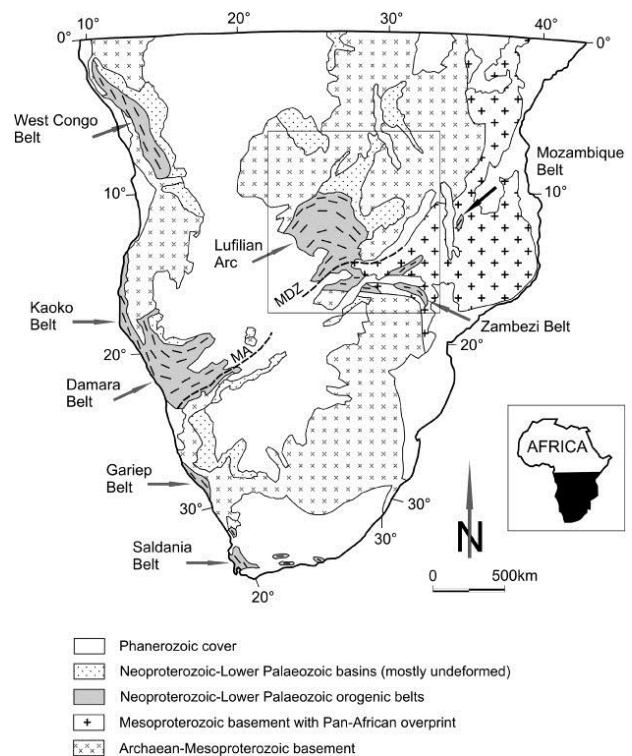 10°
20°
30°
40°
0°
0°
West Congo
Belt
Mozambique
Belt
10°
10°
Lufilian
Arc
MDZ
Kaoko
Belt
Zambezi Belt
20°
20°
MA
Damara
Belt
AFRICA
Gariep
Belt
30°
30°
30°
N
Saldania
Belt
20°
0
500km
Phanerozoic cover
Neoproterozoic-Lower Palaeozoic basins (mostly undeformed)
Neoproterozoic-Lower Palaeozoic orogenic belts
Mesoproterozoic basement with Pan-African overprint
Archaean-Mesoproterozoic basement